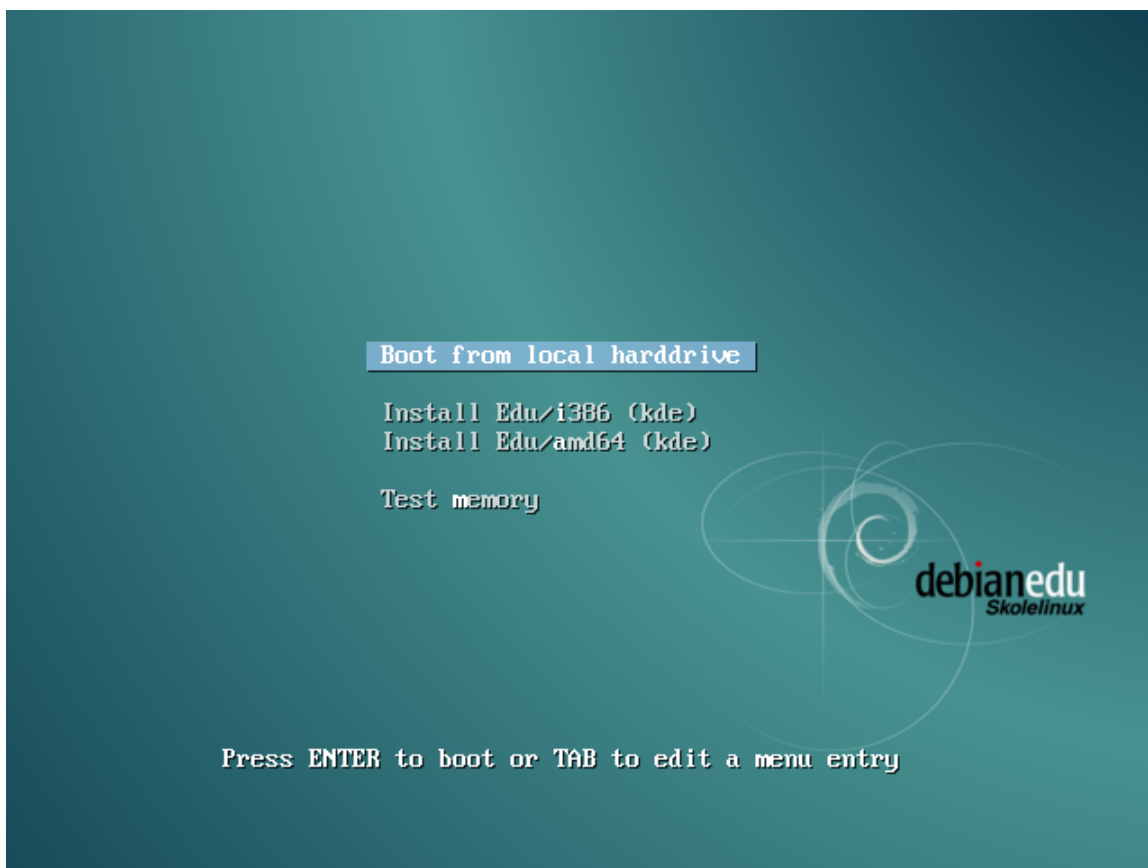 Boot from local harddrive
Install Edu/i386 (kde)
Install Edu/amd64 (kde)
Test memory
debianedu
Skolelinux
Press ENTER to boot or TAB to edit a menu entry